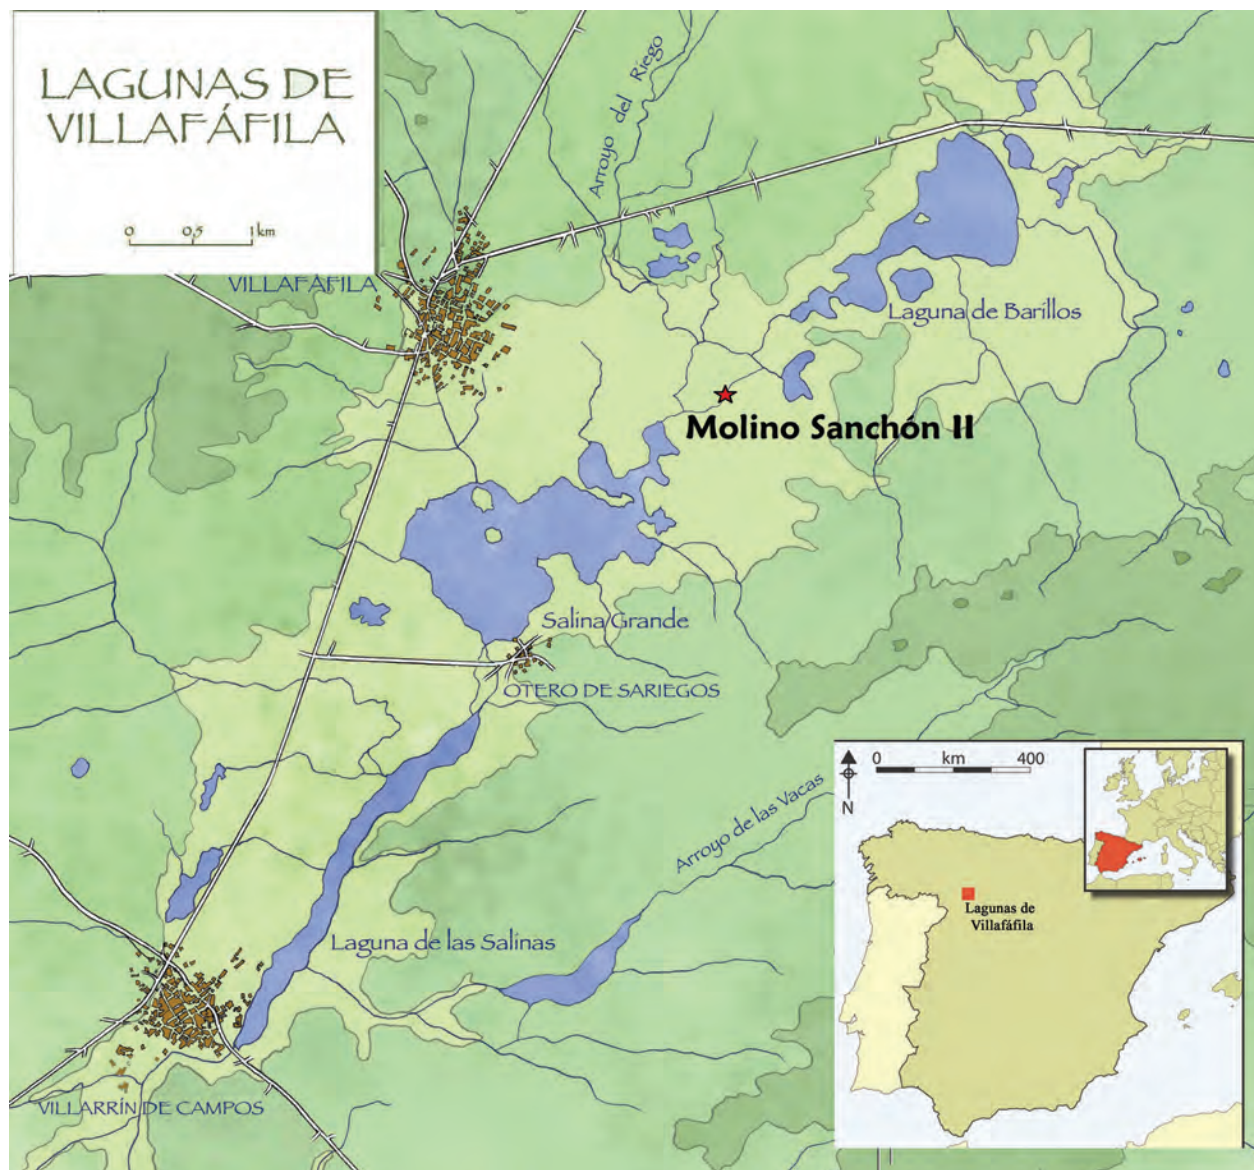 LAGUNAS DE
VILLAFÁFILA
0 0,5 1 km
Arroyo del Riego
VILLAFÁFILA
Laguna de Barillos
Molino Sanchón II
Salina Grande
OTERO DE SARIEGOS
Arroyo de las Vacas
Laguna de las Salinas
VILLARRÍN DE CAMPOS
0 km 400
N
Lagunas de
Villafáfila